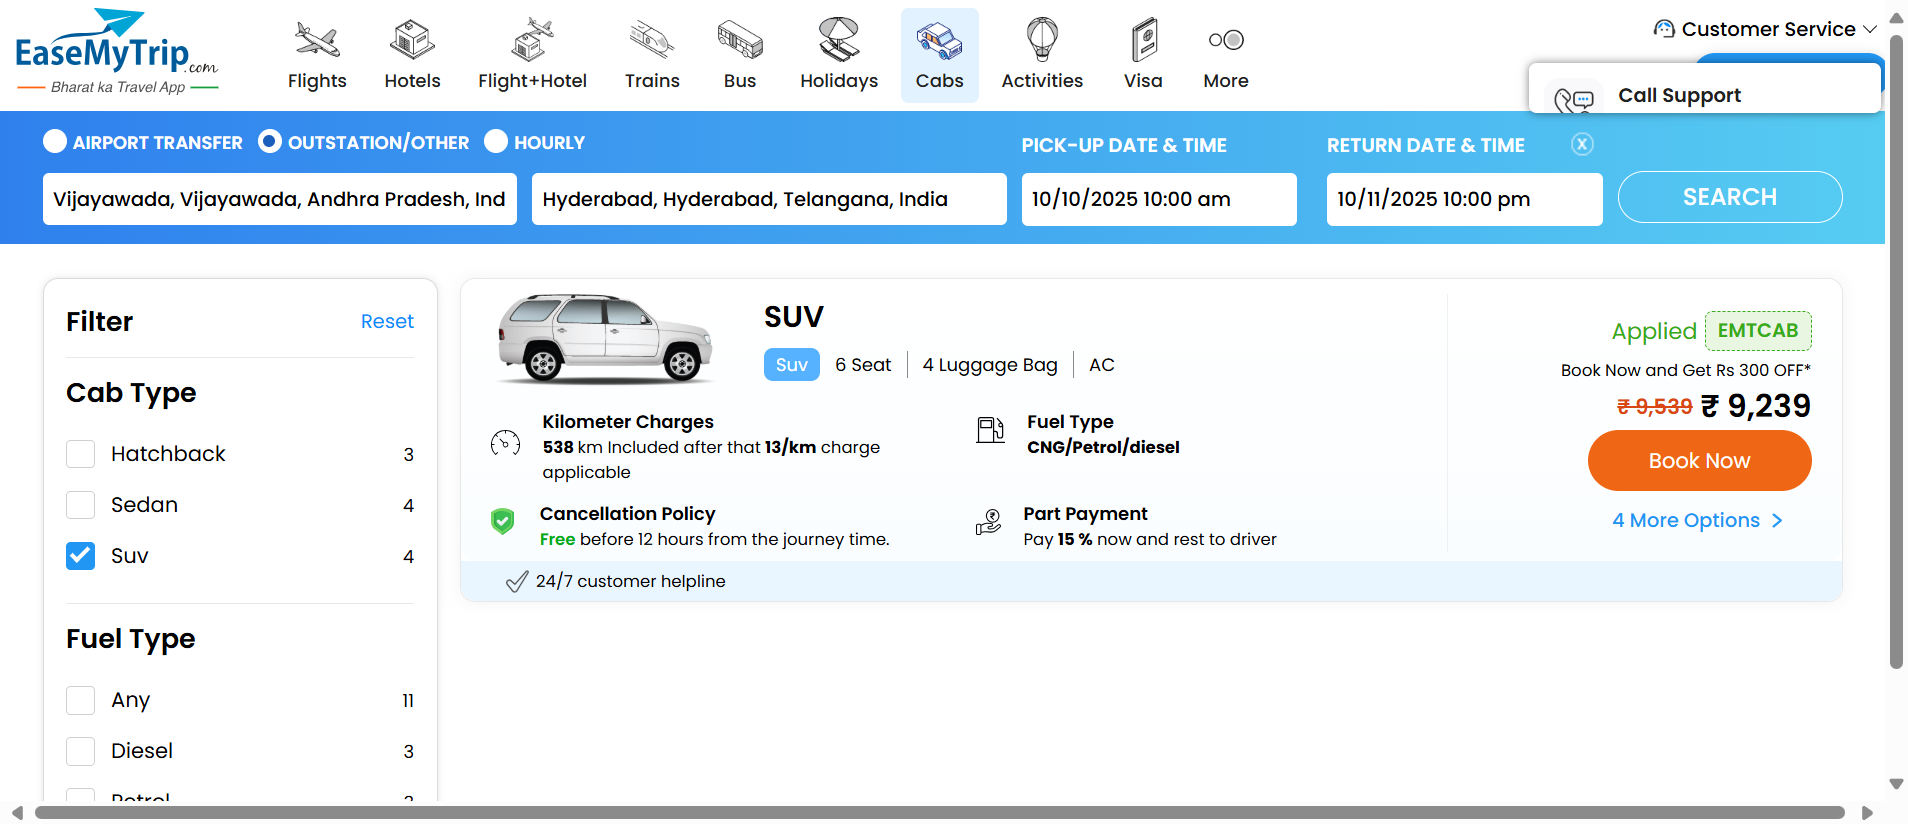 EaseMyTrip.com
Bharat ka Travel App
Flights
Hotels
Flight+Hotel
Trains
Bus
Holidays
Cabs
Activities
Visa
More
Customer Service
Call Support
AIRPORT TRANSFER
OUTSTATION/OTHER
HOURLY
PICK-UP DATE & TIME
RETURN DATE & TIME
X
Vijayawada, Vijayawada, Andhra Pradesh, Ind
Hyderabad, Hyderabad, Telangana, India
10/10/2025 10:00 am
10/11/2025 10:00 pm
SEARCH
Filter
Reset
Cab Type
Hatchback 3
Sedan 4
Suv 4
Fuel Type
Any 11
Diesel 3
Petrol
SUV
Suv
6 Seat
4 Luggage Bag
AC
Kilometer Charges
538 km Included after that 13/km charge
applicable
Fuel Type
CNG/Petrol/diesel
Cancellation Policy
Free before 12 hours from the journey time.
Part Payment
Pay 15 % now and rest to driver
24/7 customer helpline
Applied EMTCAB
Book Now and Get Rs 300 OFF*
₹ 9,539 ₹ 9,239
Book Now
4 More Options